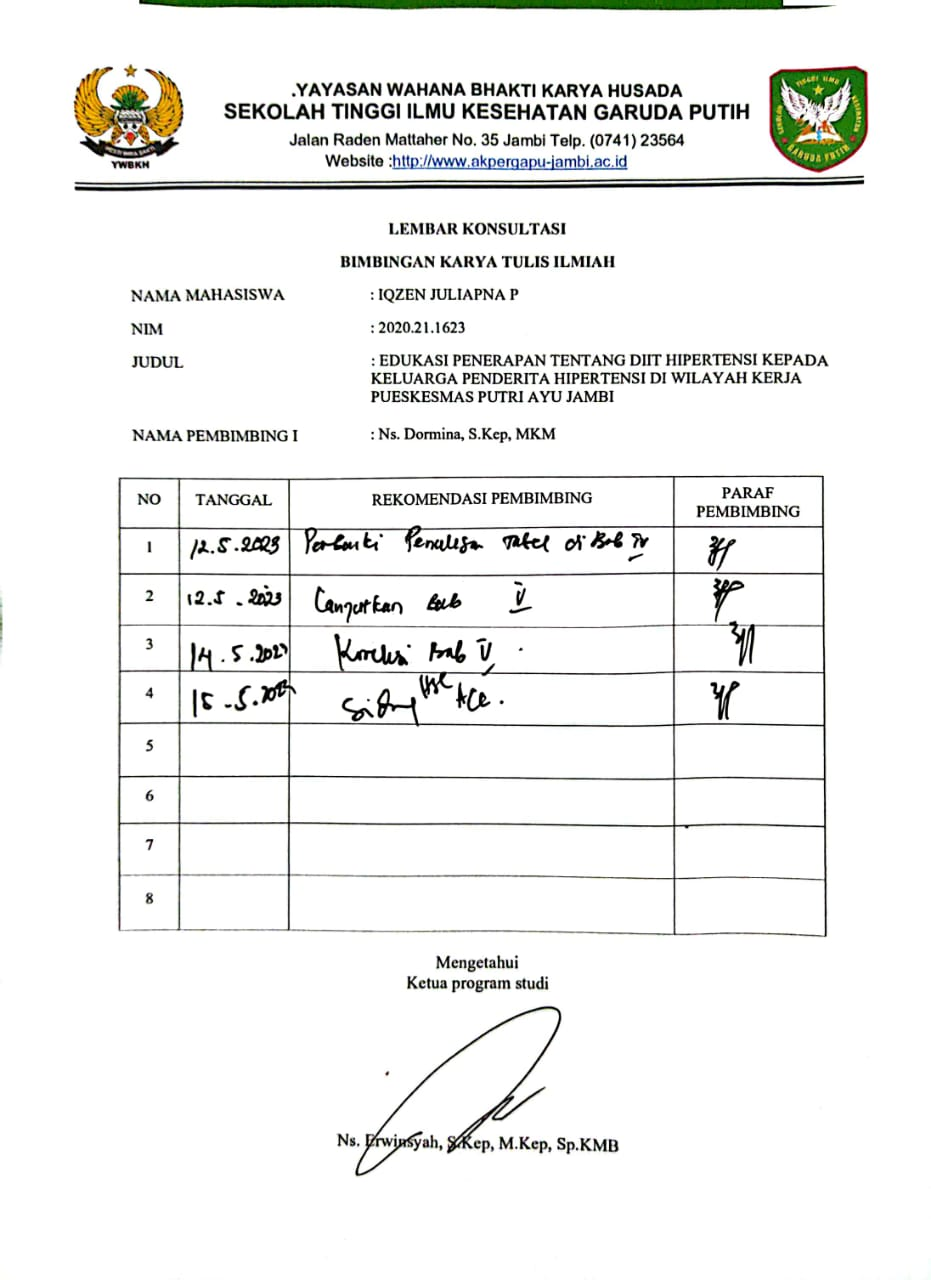 .YAYASAN WAHANA BHAKTI KARYA HUSADA
SEKOLAH TINGGI ILMU KESEHATAN GARUDA PUTIH
Jalan Raden Mattaher No. 35 Jambi Telp. (0741) 23564
Website :http://www.akpergapu-jambi.ac.id
YWBKH
GARUDA PUTIH
LEMBAR KONSULTASI
BIMBINGAN KARYA TULIS ILMIAH
NAMA MAHASISWA : IQZEN JULIAPNA P
NIM : 2020.21.1623
JUDUL : EDUKASI PENERAPAN TENTANG DIIT HIPERTENSI KEPADA
KELUARGA PENDERITA HIPERTENSI DI WILAYAH KERJA
PUESKESMAS PUTRI AYU JAMBI
NAMA PEMBIMBING I : Ns. Dormina, S.Kep, MKM
NO TANGGAL REKOMENDASI PEMBIMBING PARAF
PEMBIMBING
1 12.5.2023 Perbaiki Penulisan tabel di Bab IV
2 12.5.2023 Lanjutkan Bab V
3 14.5.2023 Koreksi Bab V.
4 15-5.2023 Acc.
5
6
7
8
Mengetahui
Ketua program studi
Ns. Erwinsyah, S.Kep, M.Kep, Sp.KMB